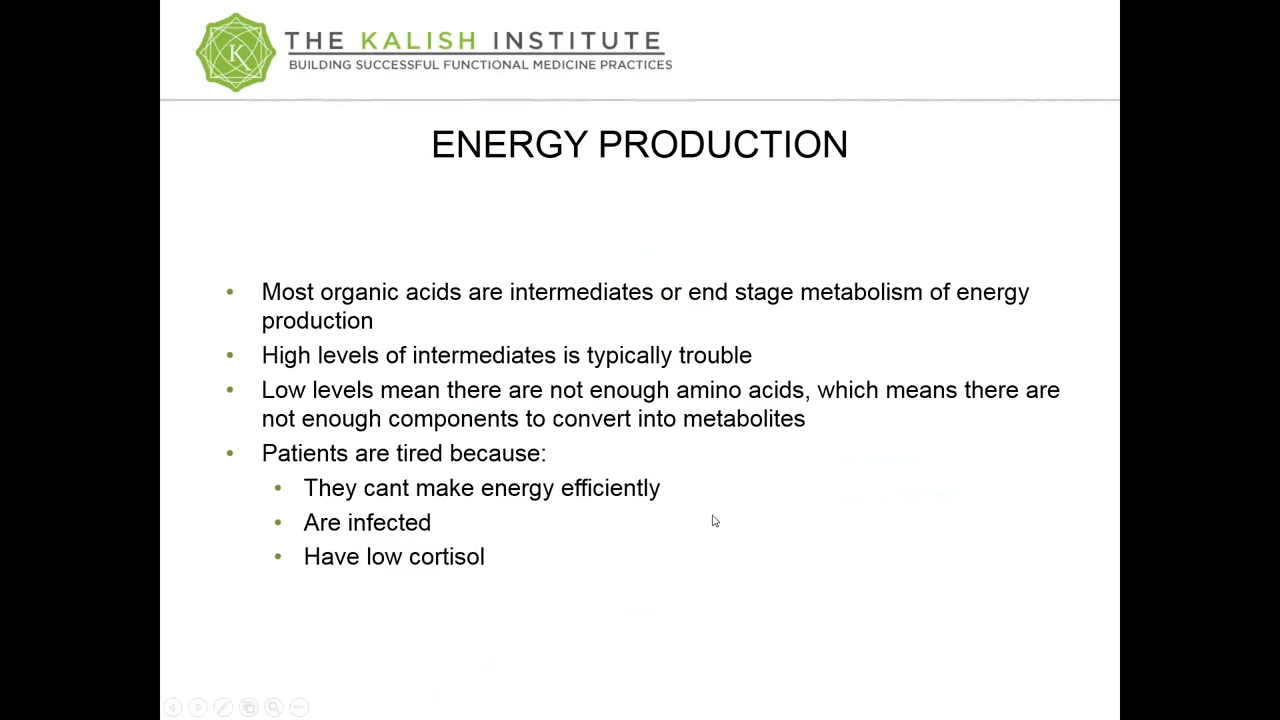 THE KALISH INSTITUTE
BUILDING SUCCESSFUL FUNCTIONAL MEDICINE PRACTICES
K
ENERGY PRODUCTION
• Most organic acids are intermediates or end stage metabolism of energy
production
• High levels of intermediates is typically trouble
• Low levels mean there are not enough amino acids, which means there are
not enough components to convert into metabolites
• Patients are tired because:
• They cant make energy efficiently
• Are infected
• Have low cortisol